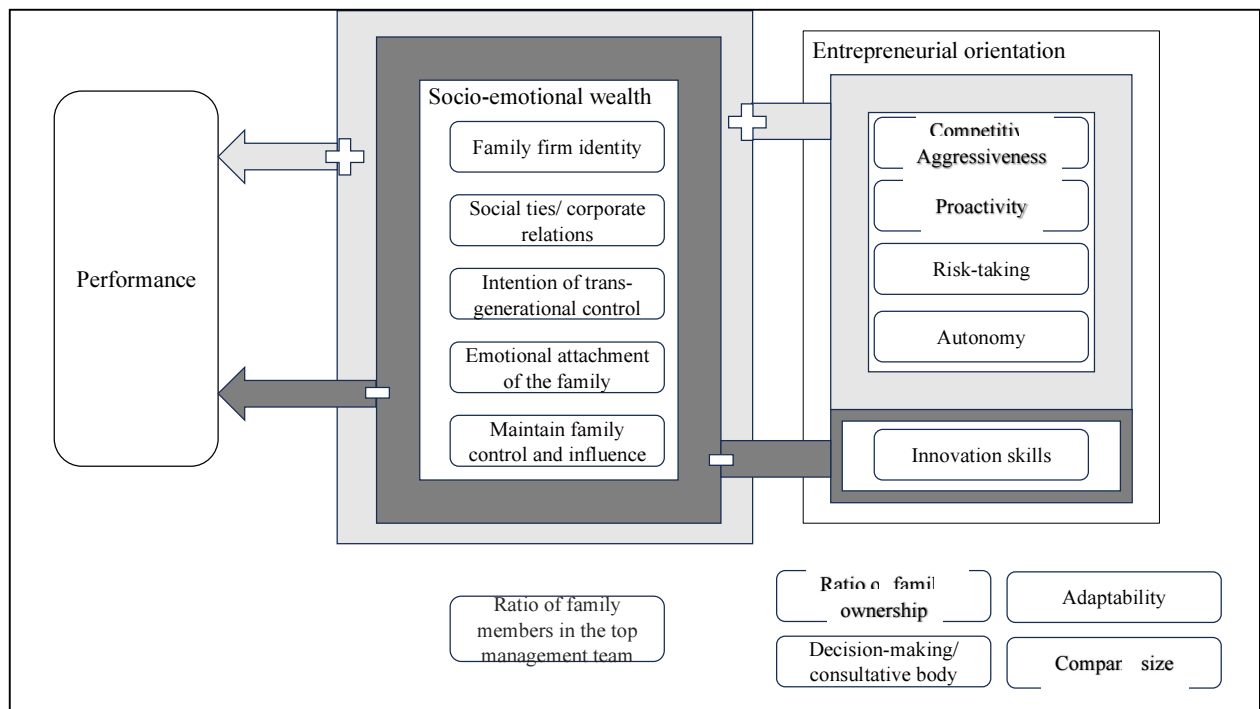 Entrepreneurial orientation
Socio-emotional wealth
Family firm identity
Social ties/ corporate
relations
Intention of trans-
generational control
Emotional attachment
of the family
Maintain family
control and influence
Performance
Aggressiveness
Proactivity
Risk-taking
Autonomy
Innovation skills
Ratio of family
members in the top
management team
ownership
Decision-making/
consultative body
Adaptability
size